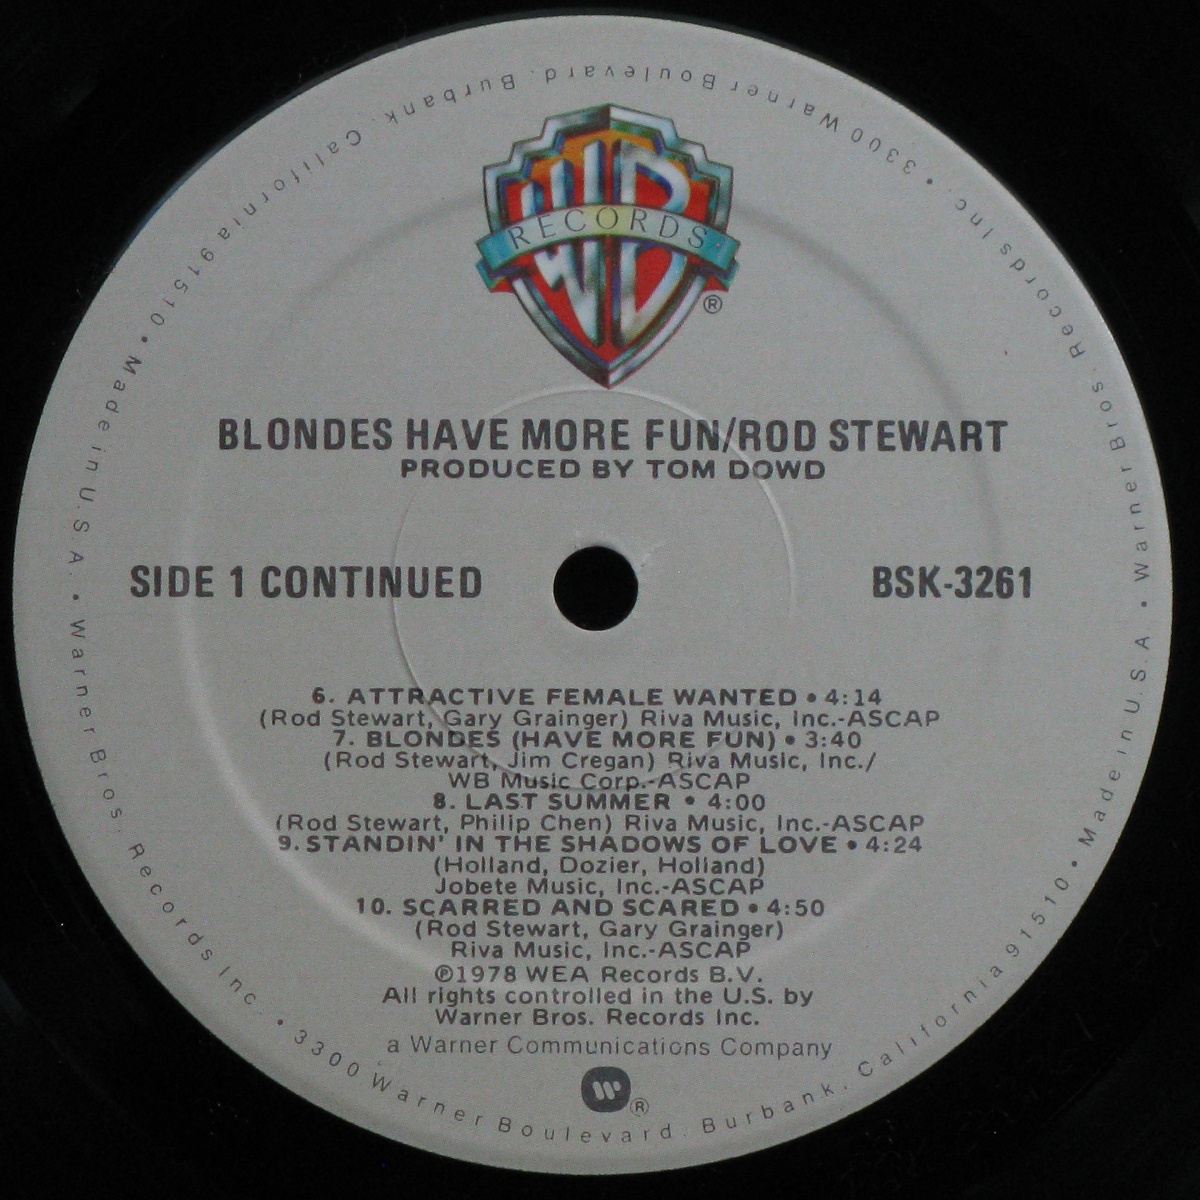 WB
RECORDS
®
BLONDES HAVE MORE FUN/ROD STEWART
PRODUCED BY TOM DOWD
SIDE 1 CONTINUED
BSK-3261
6. ATTRACTIVE FEMALE WANTED • 4:14
(Rod Stewart, Gary Grainger) Riva Music, Inc.-ASCAP
7. BLONDES (HAVE MORE FUN) • 3:40
(Rod Stewart, Jim Cregan) Riva Music, Inc./
WB Music Corp.-ASCAP
8. LAST SUMMER • 4:00
(Rod Stewart, Philip Chen) Riva Music, Inc.-ASCAP
9. STANDIN' IN THE SHADOWS OF LOVE • 4:24
(Holland, Dozier, Holland)
Jobete Music, Inc.-ASCAP
10. SCARRED AND SCARED • 4:50
(Rod Stewart, Gary Grainger)
Riva Music, Inc.-ASCAP
℗1978 WEA Records B.V.
All rights controlled in the U.S. by
Warner Bros. Records Inc.
a Warner Communications Company
®
Warner Bros. Records Inc. • 3300 Warner Boulevard. Burbank. California 91510 • Made in U.S.A. • Warner Bros. Records Inc. • 3300 Warner Boulevard. Burbank. California 91510 • Made in U.S.A. •